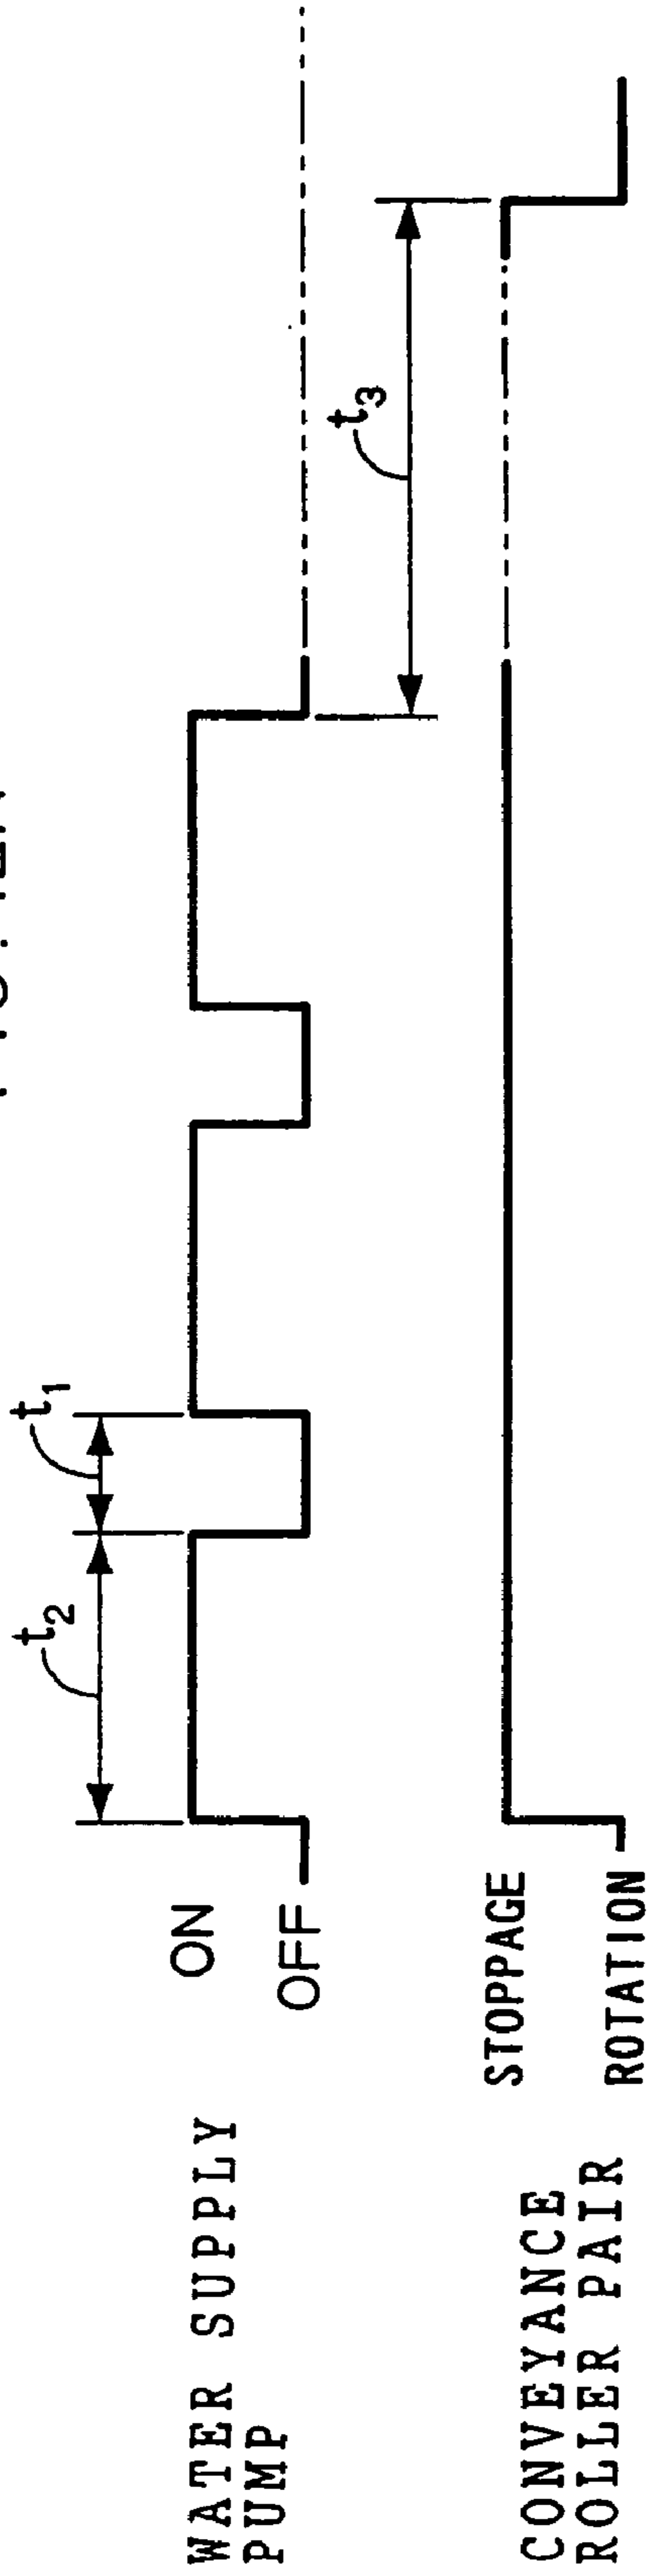 t2
t1
WATER SUPPLY
PUMP
ON
OFF
t3
CONVEYANCE
ROLLER PAIR
STOPPAGE
ROTATION